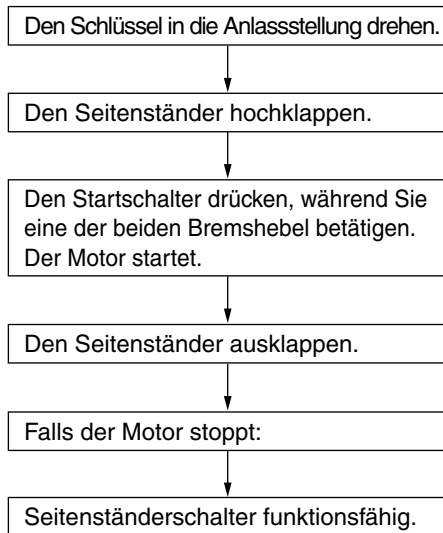 Den Schlüssel in die Anlassstellung drehen.
Den Seitenständer hochklappen.
Den Startschalter drücken, während Sie
eine der beiden Bremshebel betätigen.
Der Motor startet.
Den Seitenständer ausklappen.
Falls der Motor stoppt:
Seitenständerschalter funktionsfähig.